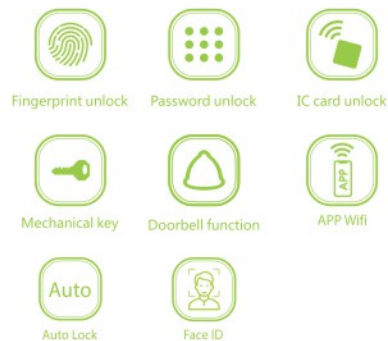 Fingerprint unlock
Password unlock
IC card unlock
Mechanical key
Doorbell function
APP
APP Wifi
Auto
Auto Lock
Face ID